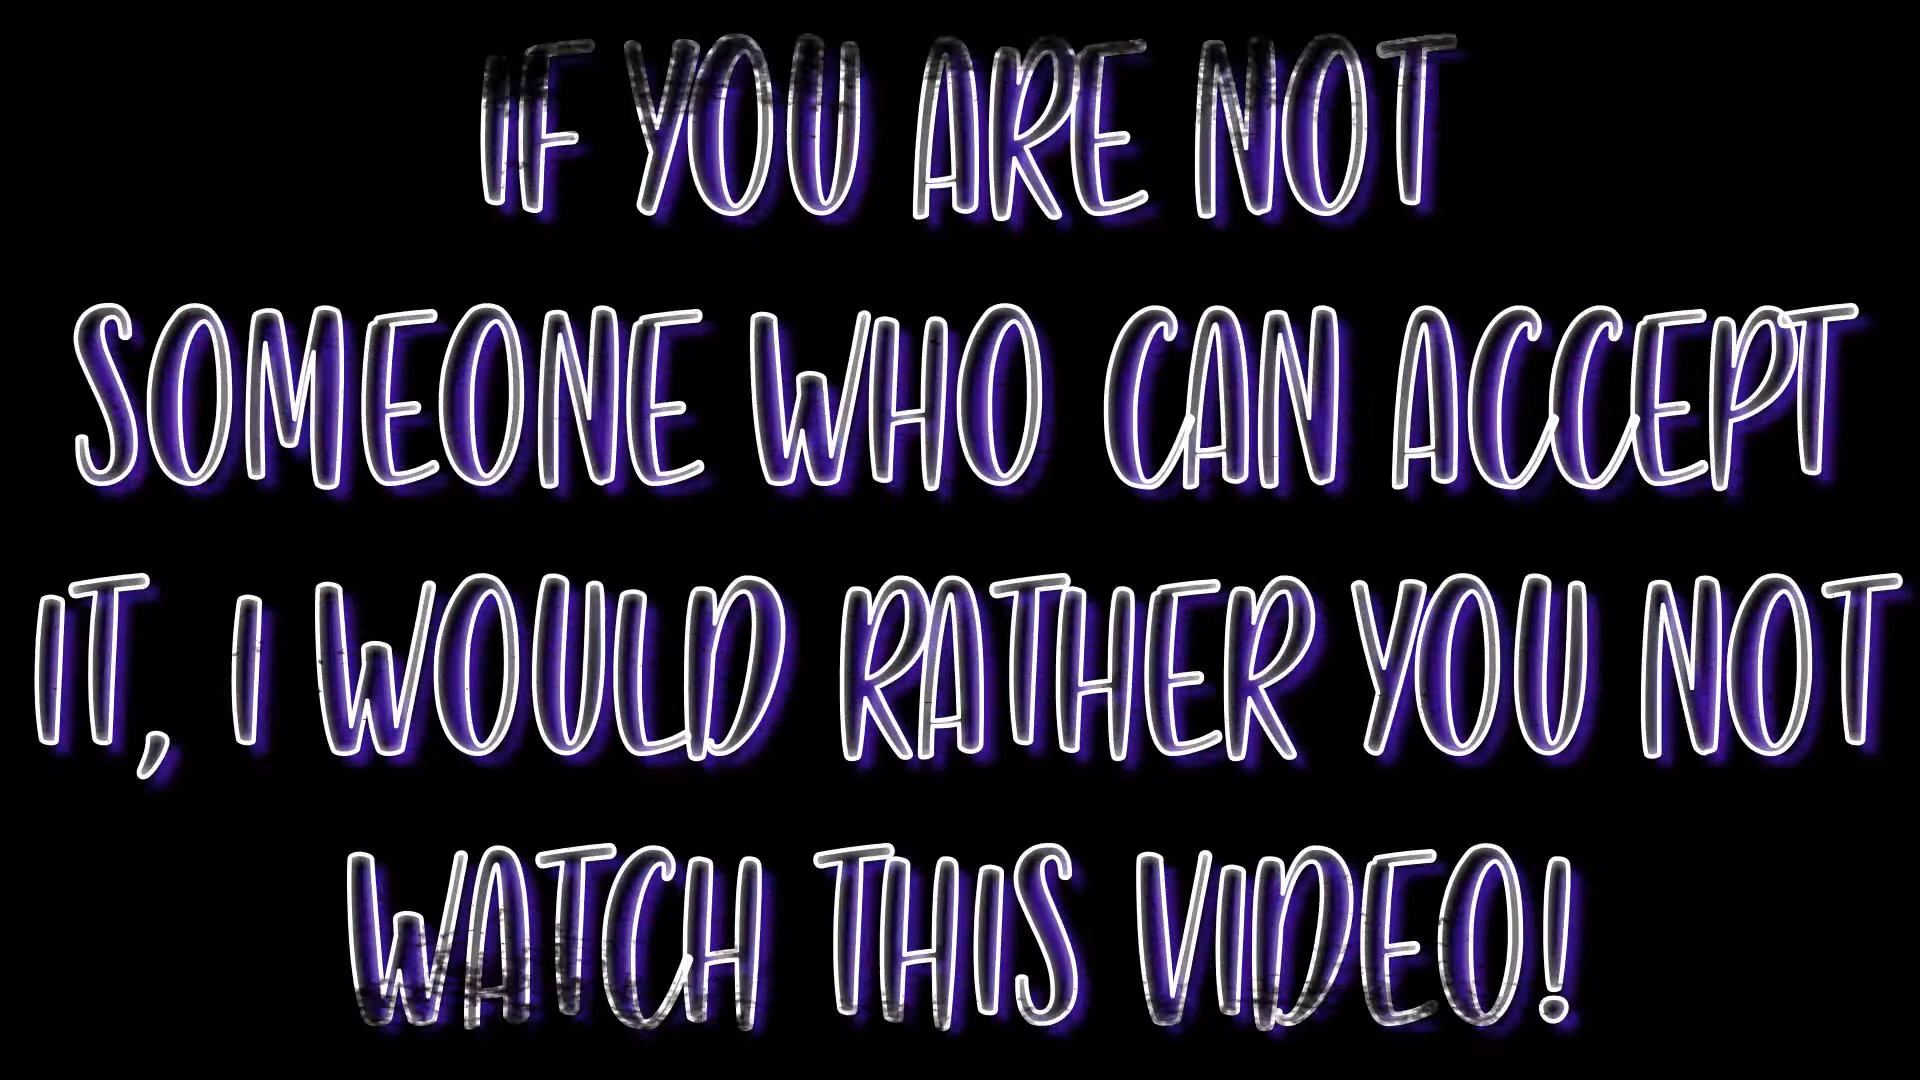 IF YOU ARE NOT
SOMEONE WHO CAN ACCEPT
IT, I WOULD RATHER YOU NOT
WATCH THIS VIDEO!